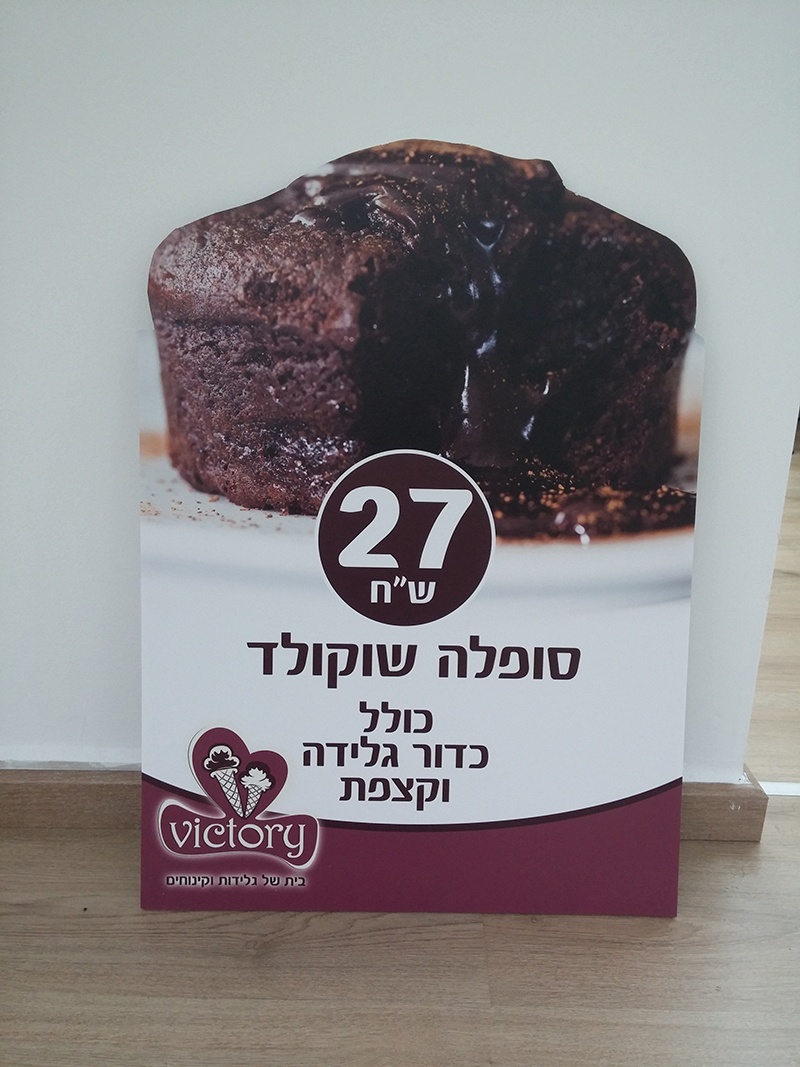 27
ש"ח
סופלה שוקולד
כולל
כדור גלידה
וקצפת
victory
בית של גלידות וקינוחים